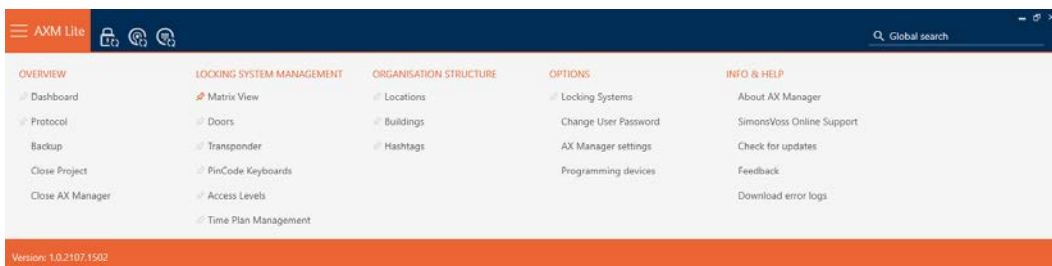 AXM Lite
Global search
OVERVIEW
Dashboard
Protocol
Backup
Close Project
Close AX Manager
LOCKING SYSTEM MANAGEMENT
Matrix View
Doors
Transponder
PinCode Keyboards
Access Levels
Time Plan Management
ORGANISATION STRUCTURE
Locations
Buildings
Hashtags
OPTIONS
Locking Systems
Change User Password
AX Manager settings
Programming devices
INFO & HELP
About AX Manager
SimonsVoss Online Support
Check for updates
Feedback
Download error logs
Version: 1.0.2107.1502